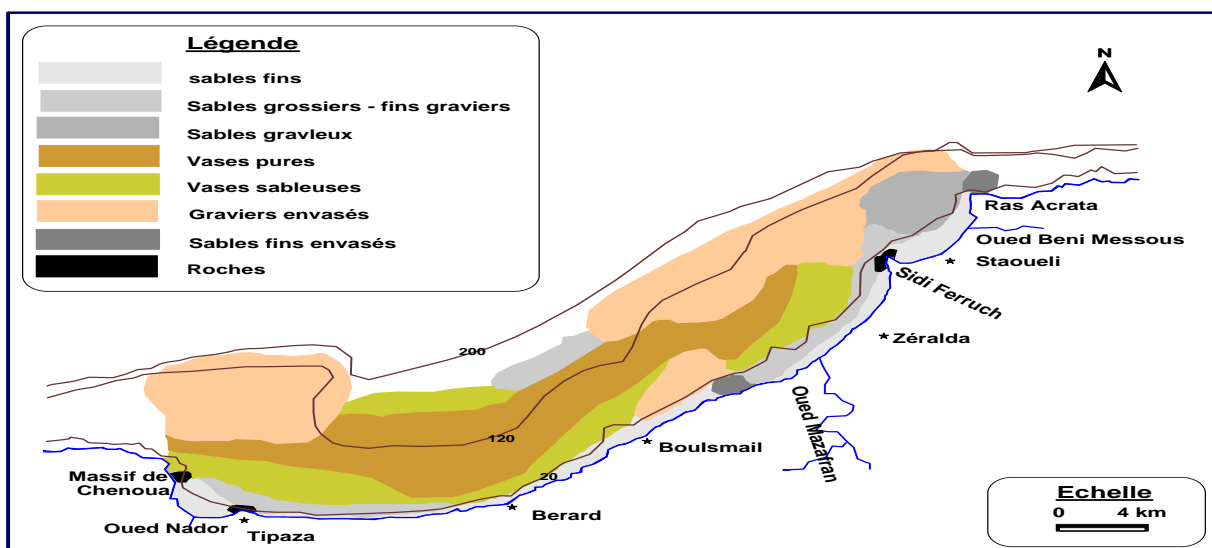 Légende
sables fins
Sables grossiers - fins graviers
Sables gravleux
Vases pures
Vases sableuses
Graviers envasés
Sables fins envasés
Roches
N
Ras Acrata
Oued Beni Messous
Staoueli
Sidi Ferruch
Zéralda
200
Oued Mazafran
120
Boulsmail
20
Massif de
Chenoua
Berard
Oued Nador
Tipaza
Echelle
0 4 km